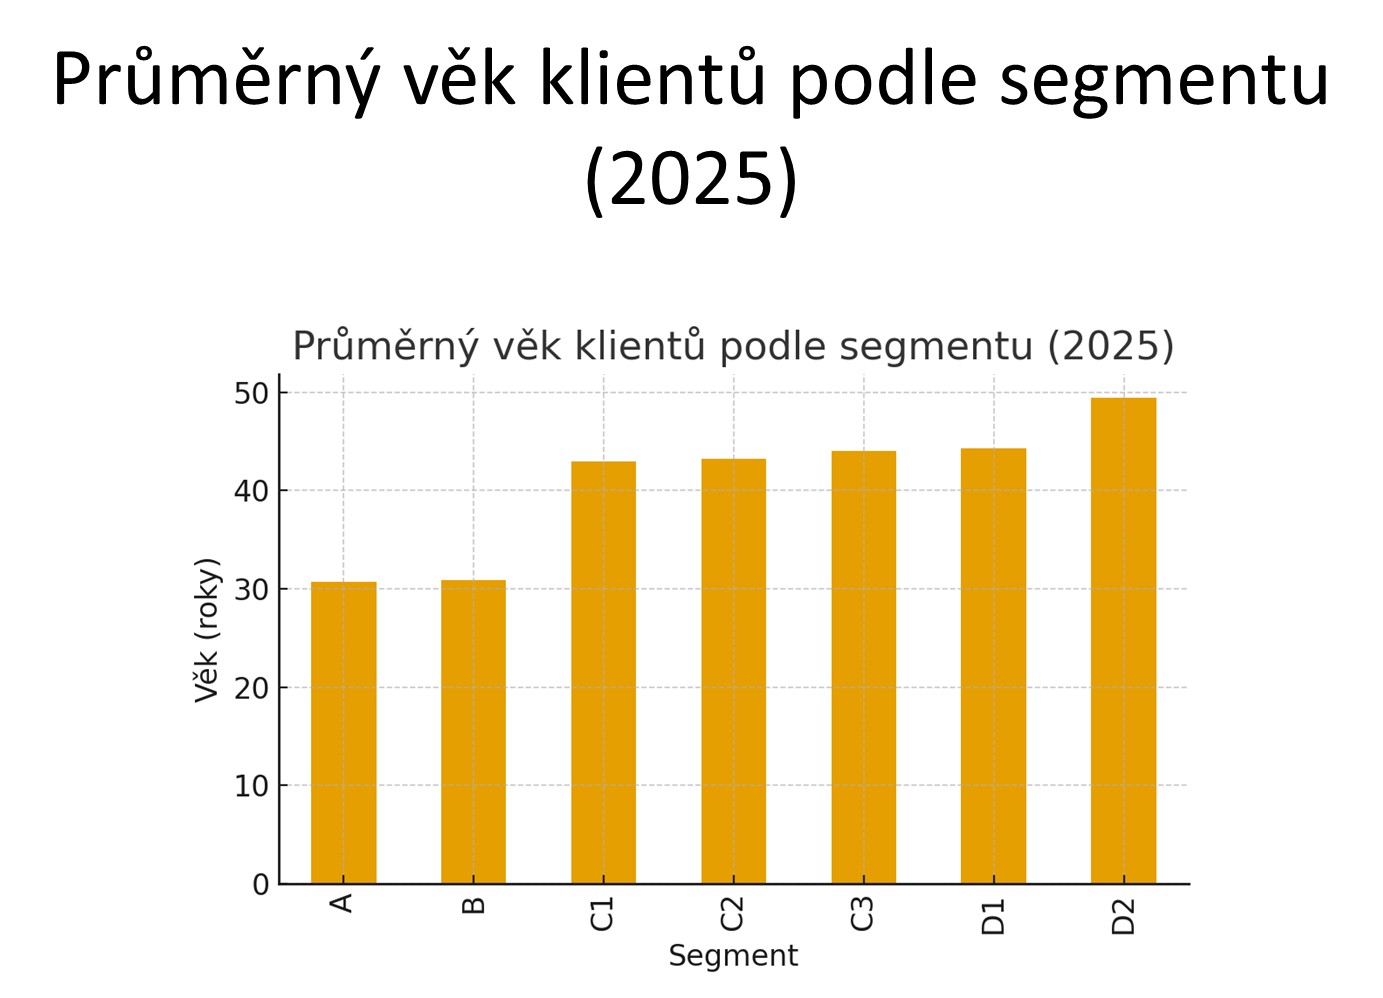 Průměrný věk klientů podle segmentu
(2025)
Průměrný věk klientů podle segmentu (2025)
50
40
30
20
10
0
Věk (roky)
A
B
C1
C2
C3
D1
D2
Segment